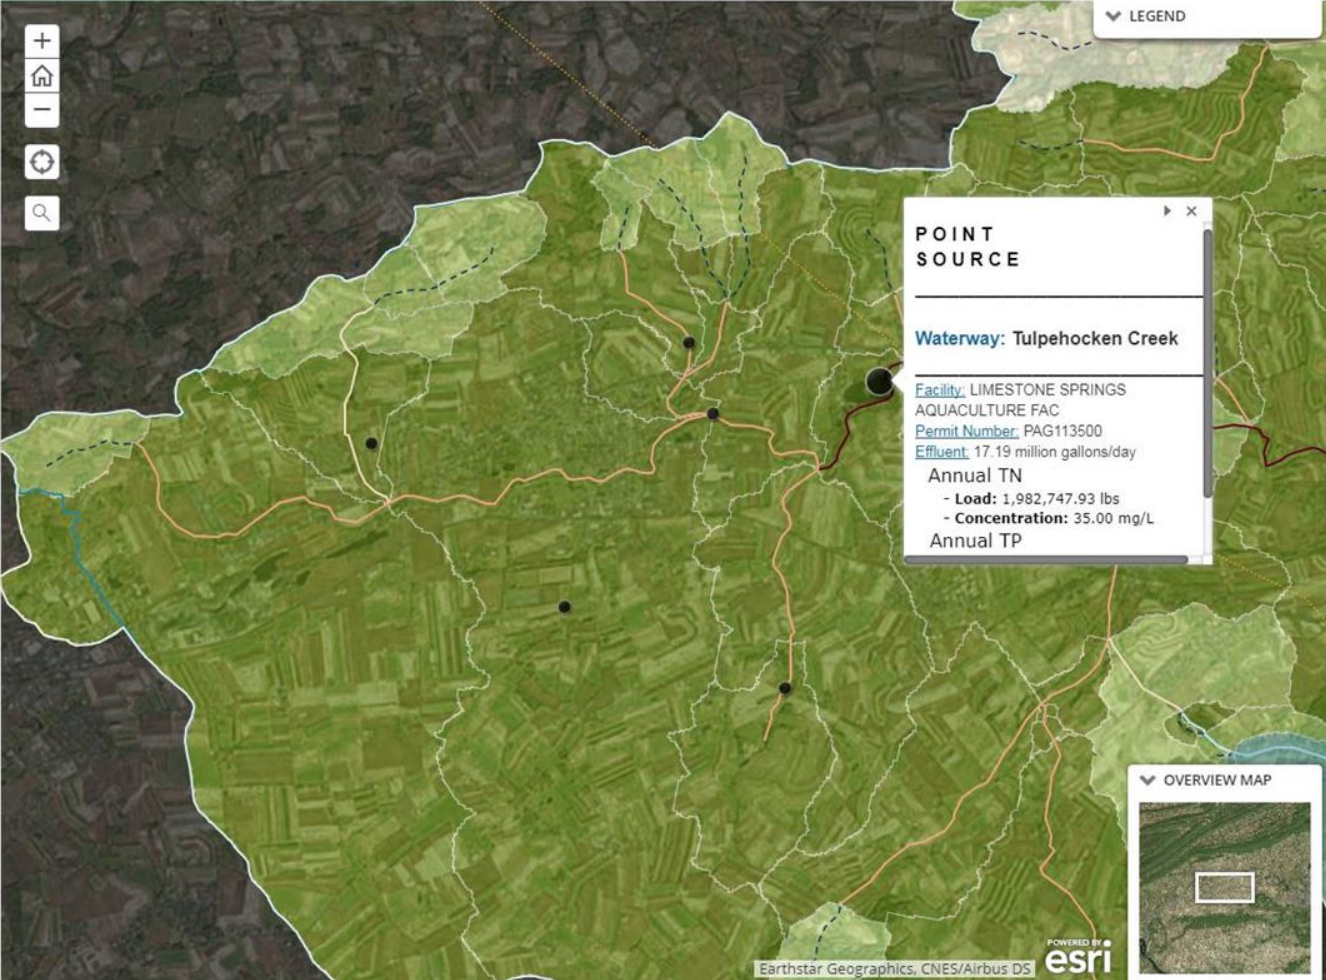 LEGEND
POINT
SOURCE
Waterway: Tulpehocken Creek
Facility: LIMESTONE SPRINGS
AQUACULTURE FAC
Permit Number: PAG113500
Effluent: 17.19 million gallons/day
Annual TN
- Load: 1,982,747.93 lbs
- Concentration: 35.00 mg/L
Annual TP
OVERVIEW MAP
POWERED BY
esri
Earthstar Geographics, CNES/Airbus DS